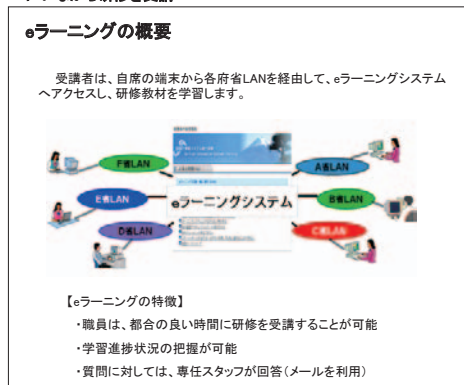 eラーニングの概要
受講者は、自席の端末から各府省LANを経由して、eラーニングシステム
へアクセスし、研修教材を学習します。
F省LAN
A省LAN
E省LAN
B省LAN
eラーニングシステム
D省LAN
C省LAN
【eラーニングの特徴】
・職員は、都合の良い時間に研修を受講することが可能
・学習進捗状況の把握が可能
・質問に対しては、専任スタッフが回答(メールを利用)